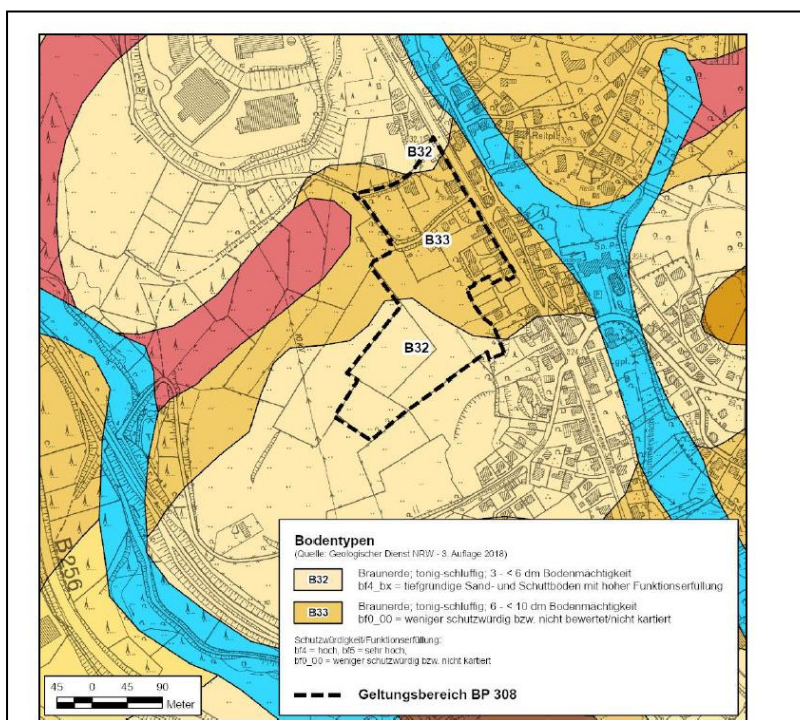 B32
Reitpl.
B33
B32
B256
Bodentypen
(Quelle: Geologischer Dienst NRW - 3. Auflage 2018)
B32 Braunerde; tonig-schluffig; 3 - < 6 dm Bodenmächtigkeit
bf4_bx = tiefgründige Sand- und Schuttböden mit hoher Funktionserfüllung
B33 Braunerde; tonig-schluffig; 6 - < 10 dm Bodenmächtigkeit
bf0_00 = weniger schutzwürdig bzw. nicht bewertet/nicht kartiert
Schutzwürdigkeit/Funktionserfüllung:
bf4 = hoch, bf5 = sehr hoch,
bf0_00 = weniger schutzwürdig bzw. nicht kartiert
Geltungsbereich BP 308
45 0 45 90
Meter